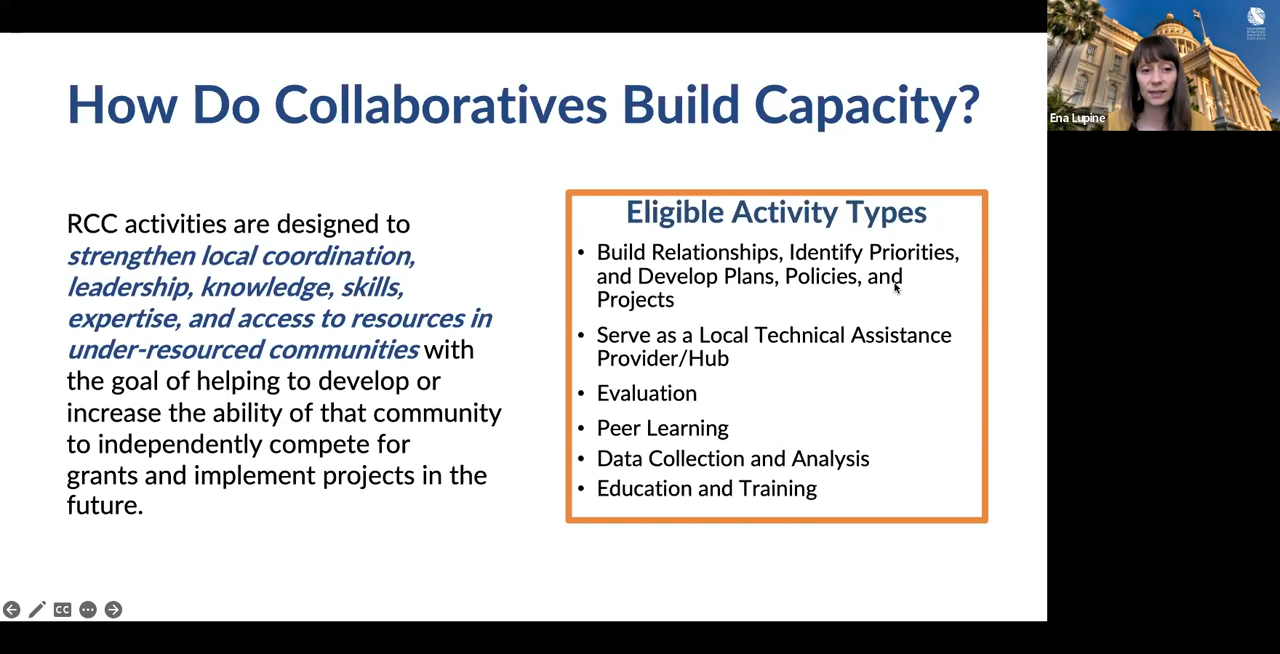 How Do Collaboratives Build Capacity?
RCC activities are designed to
strengthen local coordination,
leadership, knowledge, skills,
expertise, and access to resources in
under-resourced communities with
the goal of helping to develop or
increase the ability of that community
to independently compete for
grants and implement projects in the
future.
Eligible Activity Types
• Build Relationships, Identify Priorities,
and Develop Plans, Policies, and
Projects
• Serve as a Local Technical Assistance
Provider/Hub
• Evaluation
• Peer Learning
• Data Collection and Analysis
• Education and Training
Ena Lupine
CC